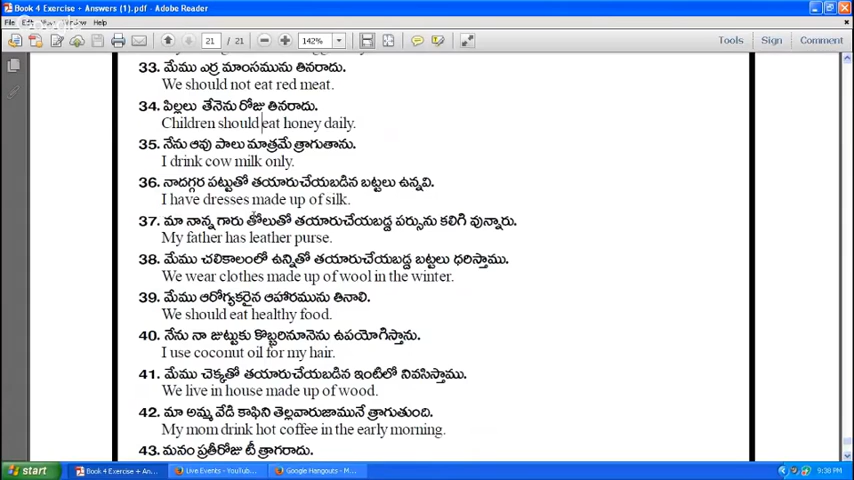 Book 4 Exercise + Answers (1).pdf - Adobe Reader
File Edit Window Help
21 / 21 142% Tools Sign Comment
33. మేము ఎర్ర మాంసమును తినరాదు.
We should not eat red meat.
34. పిల్లలు తేనెను రోజు తినరాదు.
Children should eat honey daily.
35. నేను ఆవు పాలు మాత్రమే త్రాగుతాను.
I drink cow milk only.
36. నాదగ్గర పట్టుతో తయారుచేయబడిన బట్టలు ఉన్నవి.
I have dresses made up of silk.
37. మా నాన్న గారు తోలుతో తయారుచేయబడ్డ పర్సును కలిగి వున్నారు.
My father has leather purse.
38. మేము చలికాలంలో ఉన్నితో తయారుచేయబడ్డ బట్టలు ధరిస్తాము.
We wear clothes made up of wool in the winter.
39. మేము ఆరోగ్యకరైన ఆహారమును తినాలి.
We should eat healthy food.
40. నేను నా జుట్టుకు కొబ్బరినూనెను ఉపయోగిస్తాను.
I use coconut oil for my hair.
41. మేము చెక్కతో తయారుచేయబడిన ఇంటిలో నివసిస్తాము.
We live in house made up of wood.
42. మా అమ్మ వేడి కాఫిని తెల్లవారుజామునే త్రాగుతుంది.
My mom drink hot coffee in the early morning.
43. మనం ప్రతీరోజు టీ త్రాగరాదు.
start Book 4 Exercise + An... Live Events - YouTub... Google Hangouts - M... 9:38 PM